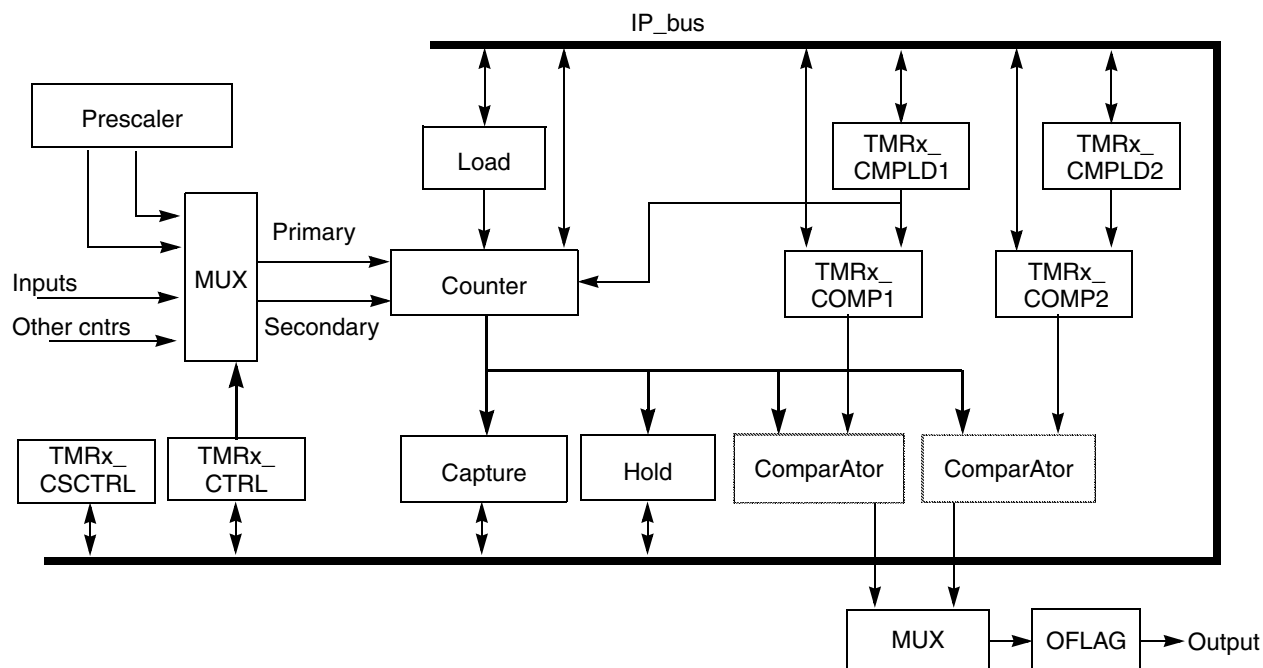 IP_bus
Prescaler
Load
TMRx_
CMPLD1
TMRx_
CMPLD2
Primary
MUX
Inputs
Counter
TMRx_
COMP1
TMRx_
COMP2
Other cntrs
Secondary
TMRx_
CSCTRL
TMRx_
CTRL
Capture
Hold
ComparAtor
ComparAtor
MUX
OFLAG
Output